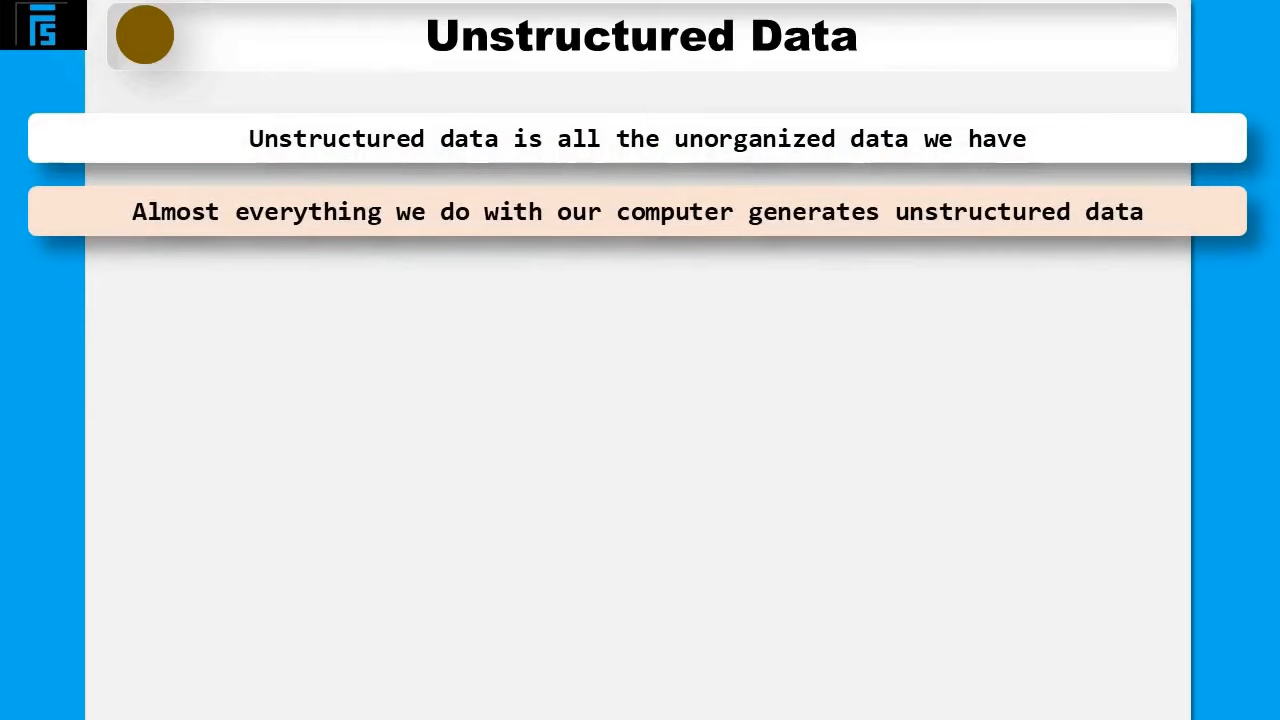 Unstructured Data
Unstructured data is all the unorganized data we have
Almost everything we do with our computer generates unstructured data